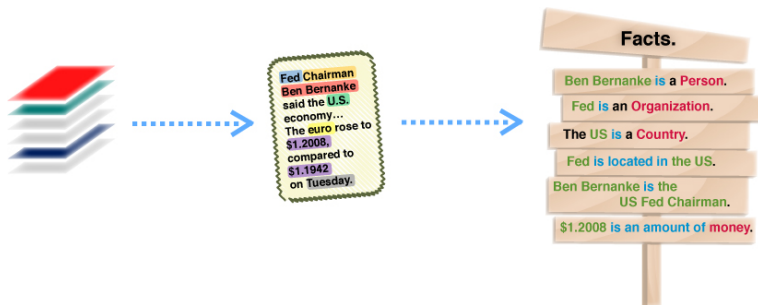 Fed Chairman
Ben Bernanke
said the U.S.
economy...
The euro rose to
$1.2008,
compared to
$1.1942
on Tuesday.
Facts.
Ben Bernanke is a Person.
Fed is an Organization.
The US is a Country.
Fed is located in the US.
Ben Bernanke is the
US Fed Chairman.
$1.2008 is an amount of money.